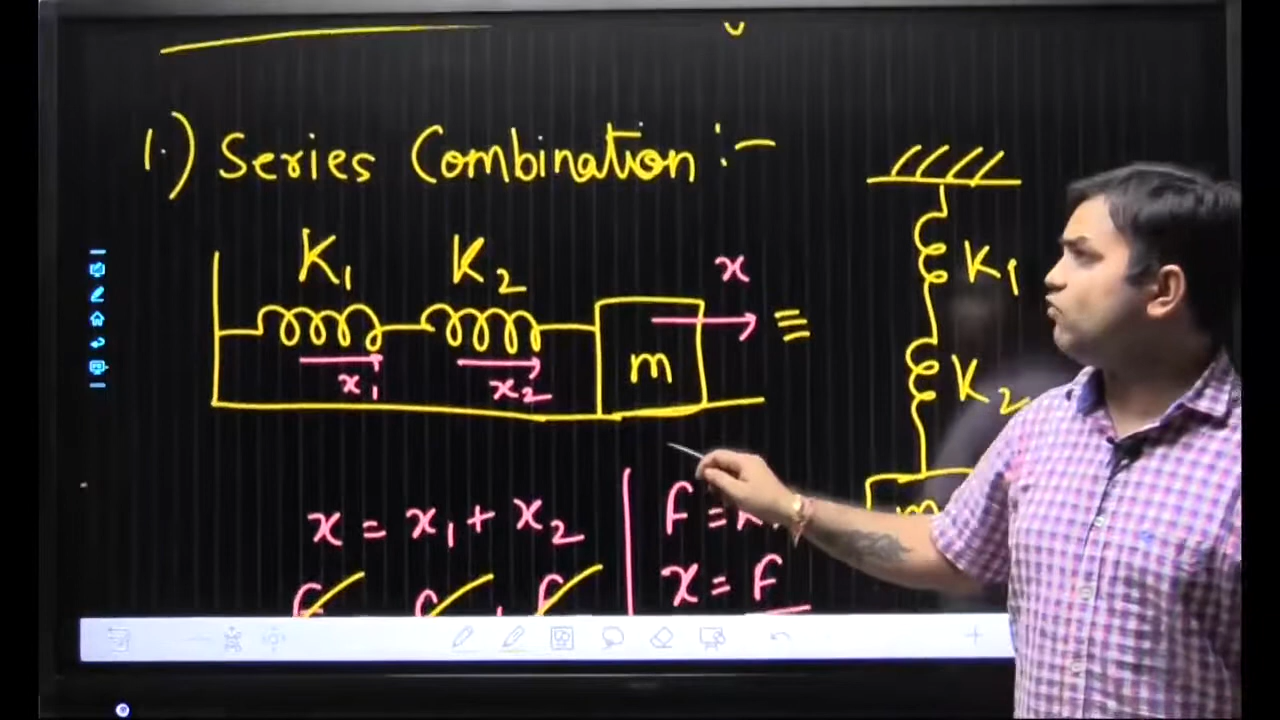 1.) Series Combination :-
K₁ K₂ x ≡
x₁ x₂ m
K₁
K₂
m
x = x₁ + x₂
F =
x = F
F F F